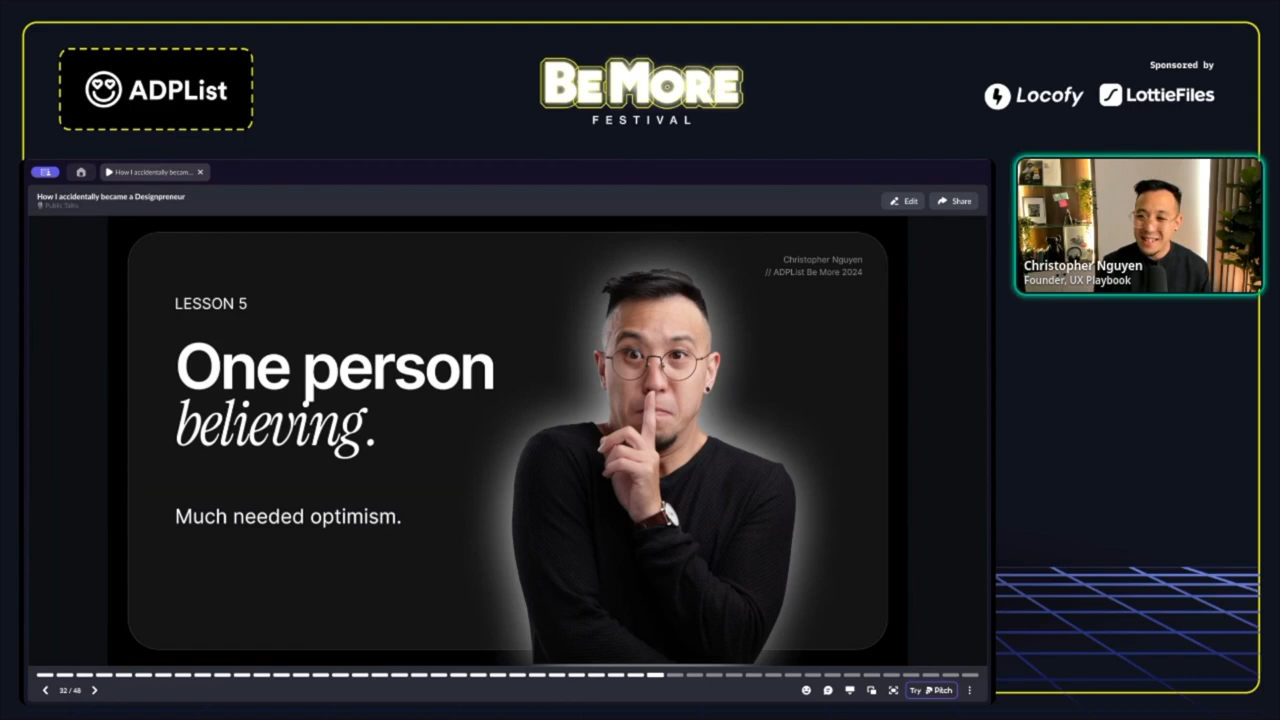 ADPList
BE MORE
FESTIVAL
Sponsored by
Locofy
LottieFiles
How I accidentally becam...
How I accidentally became a Designpreneur
Public Talks
Edit
Share
Christopher Nguyen
// ADPList Be More 2024
LESSON 5
One person
believing.
Much needed optimism.
Christopher Nguyen
Founder, UX Playbook
32 / 48
Try Pitch